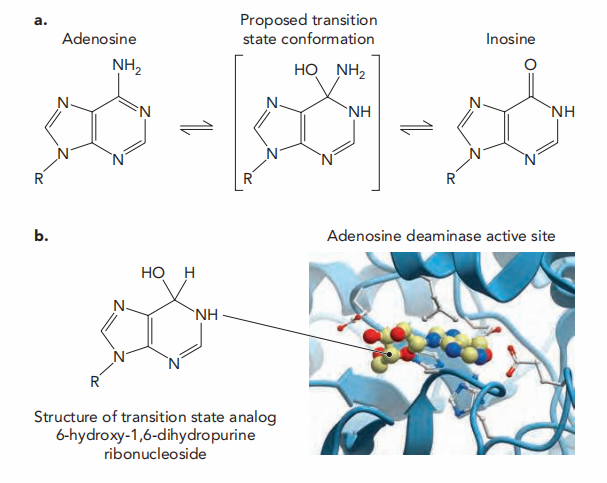 a.
Adenosine
Proposed transition
state conformation
Inosine
NH2
N
N
N
N
R
HO NH2
N
NH
N
N
R
O
N
NH
N
N
R
b.
Adenosine deaminase active site
HO H
N
NH
N
N
R
Structure of transition state analog
6-hydroxy-1,6-dihydropurine
ribonucleoside